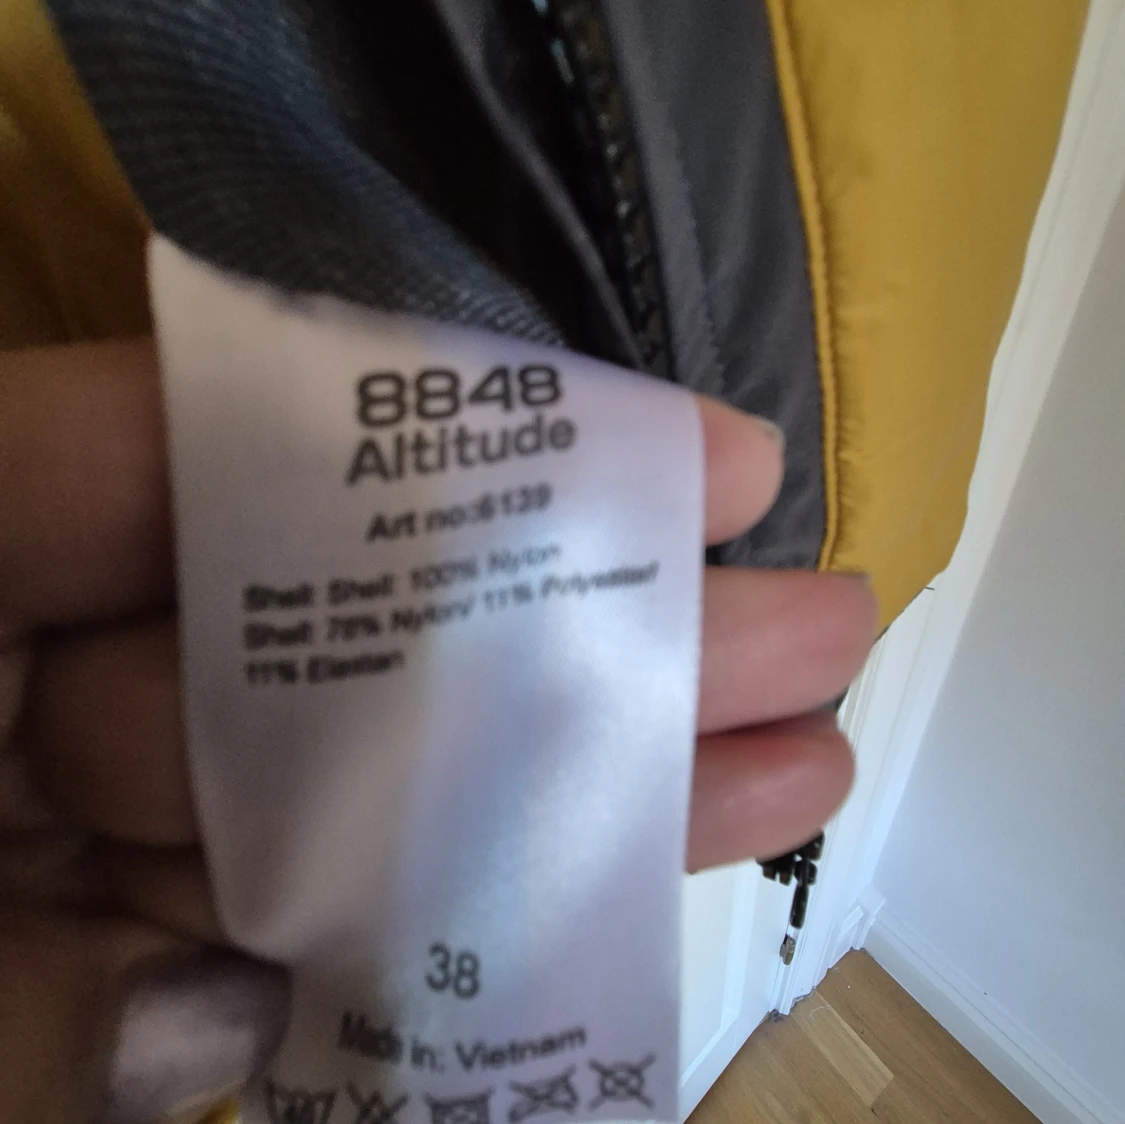 8848
Altitude
Art no:6139
Shell: Shell: 100% Nylon
Shell: 78% Nylon/ 11% Polyester/
11% Elastan
38
Made in: Vietnam